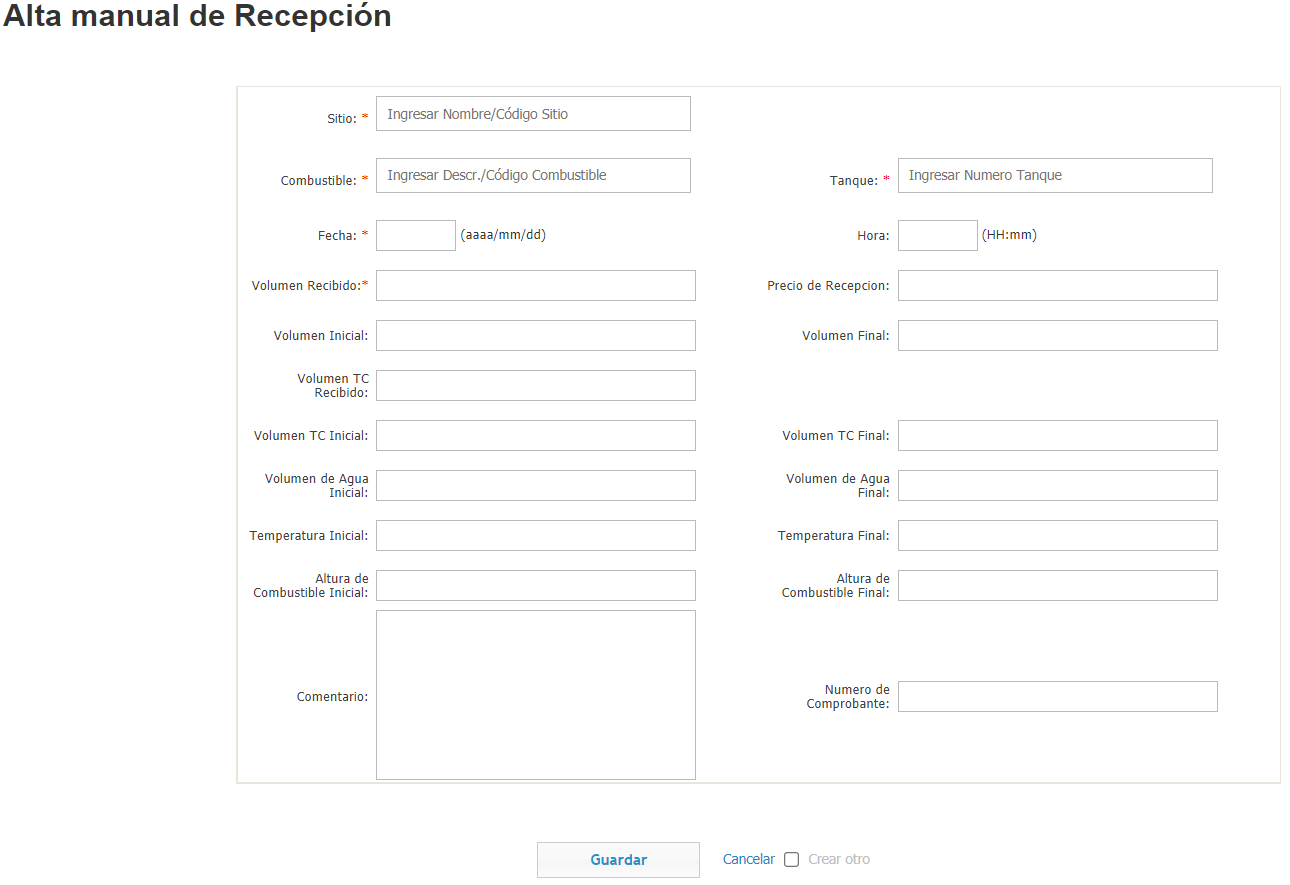 Alta manual de Recepción
Sitio: * Ingresar Nombre/Código Sitio
Combustible: * Ingresar Descr./Código Combustible
Tanque: * Ingresar Numero Tanque
Fecha: * (aaaa/mm/dd)
Hora: (HH:mm)
Volumen Recibido:*
Precio de Recepcion:
Volumen Inicial:
Volumen Final:
Volumen TC
Recibido:
Volumen TC Inicial:
Volumen TC Final:
Volumen de Agua
Inicial:
Volumen de Agua
Final:
Temperatura Inicial:
Temperatura Final:
Altura de
Combustible Inicial:
Altura de
Combustible Final:
Comentario:
Numero de
Comprobante:
Guardar Cancelar Crear otro